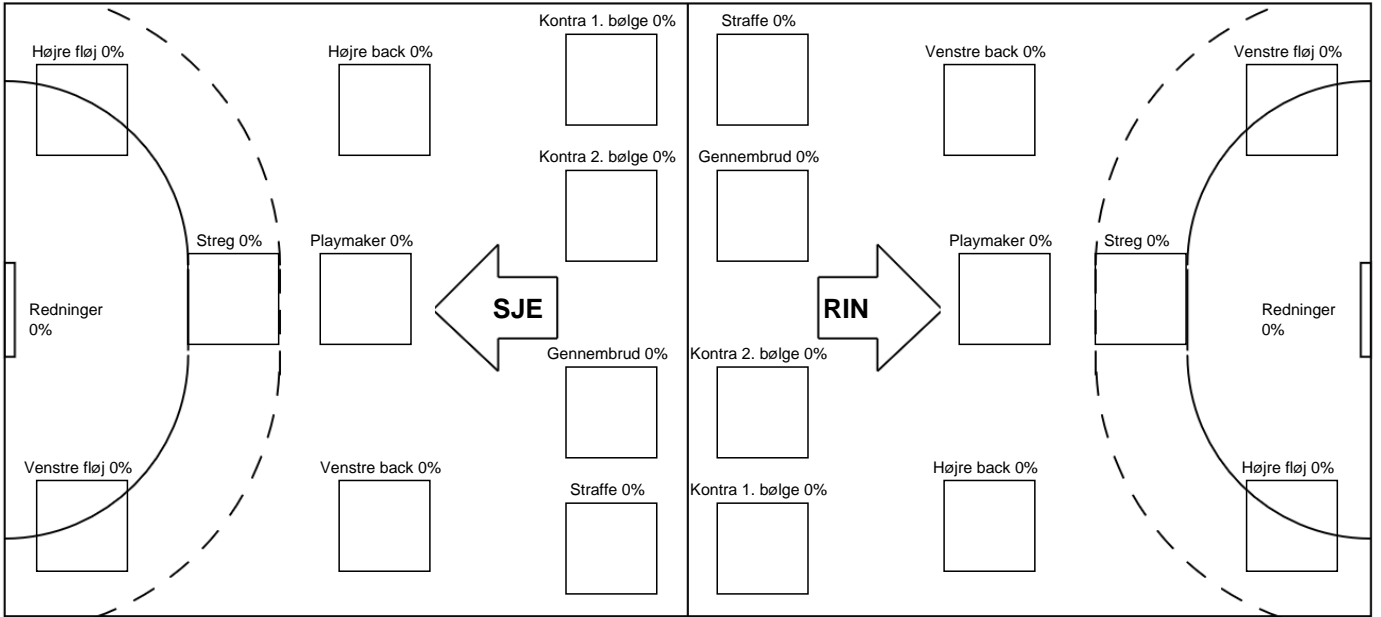 Kontra 1. bølge 0%
Straffe 0%
Højre fløj 0%
Højre back 0%
Venstre back 0%
Venstre fløj 0%
Kontra 2. bølge 0%
Gennembrud 0%
Streg 0%
Playmaker 0%
Playmaker 0%
Streg 0%
Redninger
0%
SJE
RIN
Redninger
0%
Gennembrud 0%
Kontra 2. bølge 0%
Venstre fløj 0%
Venstre back 0%
Højre back 0%
Højre fløj 0%
Straffe 0%
Kontra 1. bølge 0%